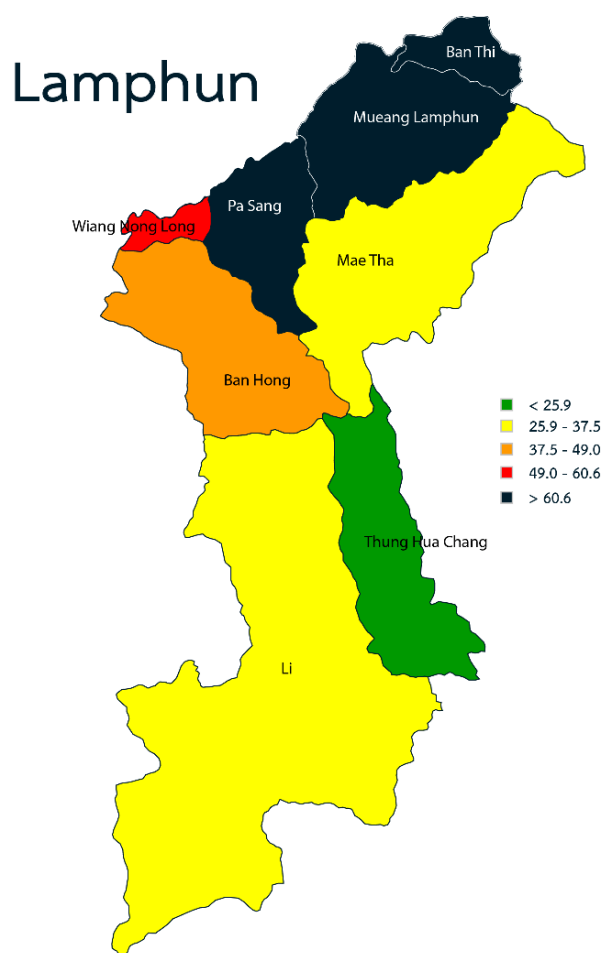 Lamphun
Ban Thi
Mueang Lamphun
Pa Sang
Wiang Nong Long
Mae Tha
Ban Hong
< 25.9
25.9 - 37.5
37.5 - 49.0
49.0 - 60.6
> 60.6
Thung Hua Chang
Li